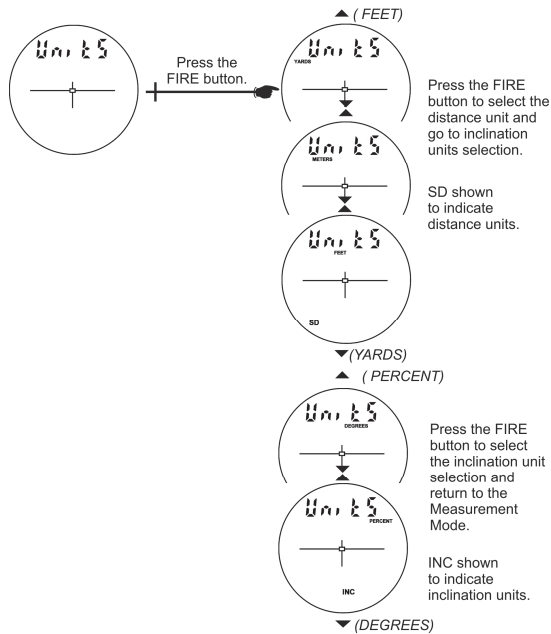 ( FEET)
UnitS
Press the
FIRE button.
UnitS
YARDS
Press the FIRE
button to select the
distance unit and
go to inclination
units selection.
UnitS
METERS
SD shown
to indicate
distance units.
UnitS
FEET
SD
(YARDS)
( PERCENT)
UnitS
DEGREES
Press the FIRE
button to select
the inclination unit
selection and
return to the
Measurement
Mode.
UnitS
PERCENT
INC
INC shown
to indicate
inclination units.
(DEGREES)